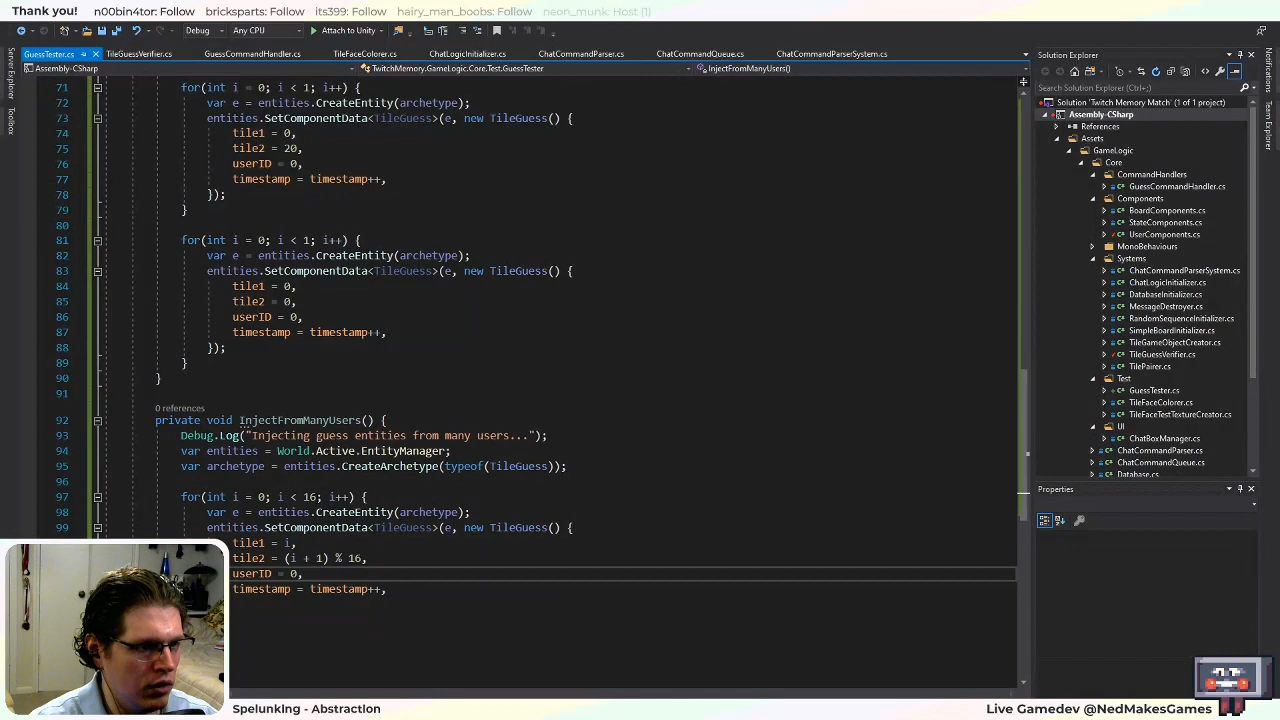 Thank you! n00bin4tor: Follow bricksparts: Follow its399: Follow hairy_man_boobs: Follow neon_munk: Host (1)
Debug Any CPU Attach to Unity
GuessTester.cs TileGuessVerifier.cs GuessCommandHandler.cs TileFaceColorer.cs ChatLogicInitializer.cs ChatCommandParser.cs ChatCommandQueue.cs ChatCommandParserSystem.cs
Assembly-CSharp TwitchMemory.GameLogic.Core.Test.GuessTester InjectFromManyUsers()
Server Explorer
Toolbox
71 for(int i = 0; i < 1; i++) {
72 var e = entities.CreateEntity(archetype);
73 entities.SetComponentData<TileGuess>(e, new TileGuess() {
74 tile1 = 0,
75 tile2 = 20,
76 userID = 0,
77 timestamp = timestamp++,
78 });
79 }
80
81 for(int i = 0; i < 1; i++) {
82 var e = entities.CreateEntity(archetype);
83 entities.SetComponentData<TileGuess>(e, new TileGuess() {
84 tile1 = 0,
85 tile2 = 0,
86 userID = 0,
87 timestamp = timestamp++,
88 });
89 }
90 }
91
0 references
92 private void InjectFromManyUsers() {
93 Debug.Log("Injecting guess entities from many users...");
94 var entities = World.Active.EntityManager;
95 var archetype = entities.CreateArchetype(typeof(TileGuess));
96
97 for(int i = 0; i < 16; i++) {
98 var e = entities.CreateEntity(archetype);
99 entities.SetComponentData<TileGuess>(e, new TileGuess() {
tile1 = i,
tile2 = (i + 1) % 16,
userID = 0,
timestamp = timestamp++,
Solution Explorer
Search Solution Explorer (Ctrl+;)
Solution 'Twitch Memory Match' (1 of 1 project)
Assembly-CSharp
References
Assets
GameLogic
Core
CommandHandlers
GuessCommandHandler.cs
Components
BoardComponents.cs
StateComponents.cs
UserComponents.cs
MonoBehaviours
Systems
ChatCommandParserSystem.cs
ChatLogicInitializer.cs
DatabaseInitializer.cs
MessageDestroyer.cs
RandomSequenceInitializer.cs
SimpleBoardInitializer.cs
TileGameObjectCreator.cs
TileGuessVerifier.cs
TilePairer.cs
Test
GuessTester.cs
TileFaceColorer.cs
TileFaceTestTextureCreator.cs
UI
ChatBoxManager.cs
ChatCommandParser.cs
ChatCommandQueue.cs
Database.cs
Properties
Notifications
Team Explorer
Spelunking - Abstraction
Live Gamedev @NedMakesGames